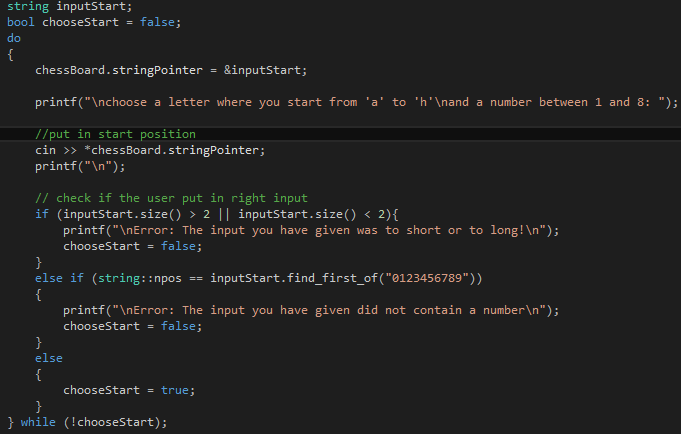 string inputStart;
bool chooseStart = false;
do
{
    chessBoard.stringPointer = &inputStart;

    printf("\nchoose a letter where you start from 'a' to 'h'\nand a number between 1 and 8: ");

    //put in start position
    cin >> *chessBoard.stringPointer;
    printf("\n");

    // check if the user put in right input
    if (inputStart.size() > 2 || inputStart.size() < 2){
        printf("\nError: The input you have given was to short or to long!\n");
        chooseStart = false;
    }
    else if (string::npos == inputStart.find_first_of("0123456789"))
    {
        printf("\nError: The input you have given did not contain a number\n");
        chooseStart = false;
    }
    else
    {
        chooseStart = true;
    }
} while (!chooseStart);